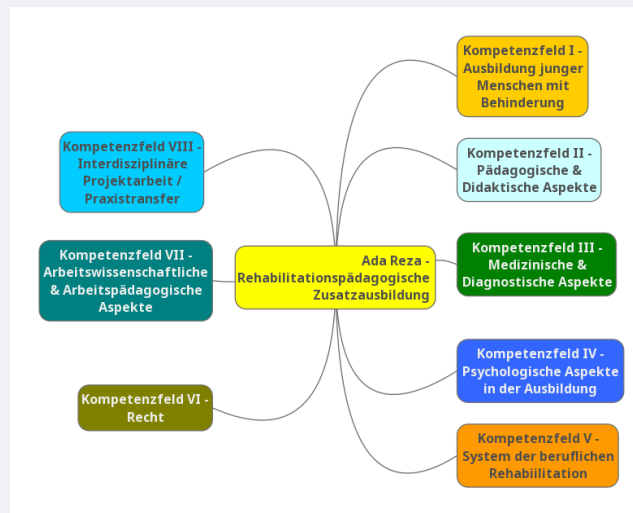 Kompetenzfeld I -
Ausbildung junger
Menschen mit
Behinderung
Kompetenzfeld II -
Pädagogische &
Didaktische Aspekte
Kompetenzfeld III -
Medizinische &
Diagnostische Aspekte
Kompetenzfeld IV -
Psychologische Aspekte
in der Ausbildung
Kompetenzfeld V -
System der beruflichen
Rehabiilitation
Kompetenzfeld VI -
Recht
Kompetenzfeld VII -
Arbeitswissenschaftliche
& Arbeitspädagogische
Aspekte
Kompetenzfeld VIII -
Interdisziplinäre
Projektarbeit /
Praxistransfer
Ada Reza -
Rehabilitationspädagogische
Zusatzausbildung